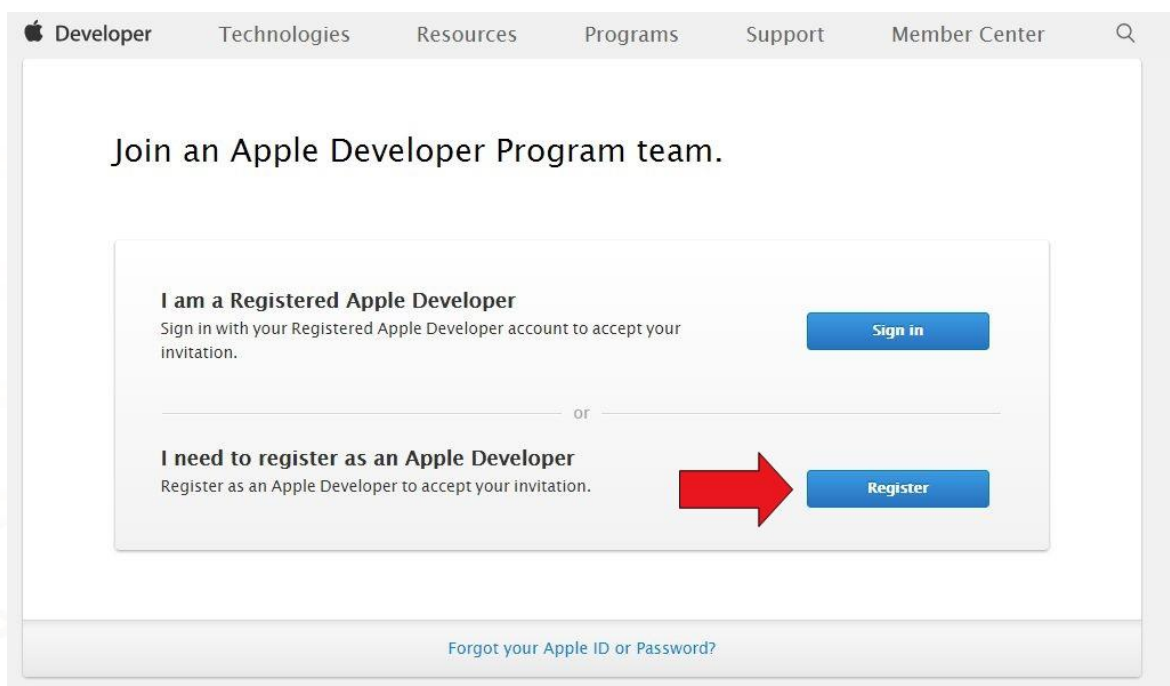 Developer Technologies Resources Programs Support Member Center
Join an Apple Developer Program team.
I am a Registered Apple Developer
Sign in with your Registered Apple Developer account to accept your
invitation.
Sign in
or
I need to register as an Apple Developer
Register as an Apple Developer to accept your invitation.
Register
Forgot your Apple ID or Password?